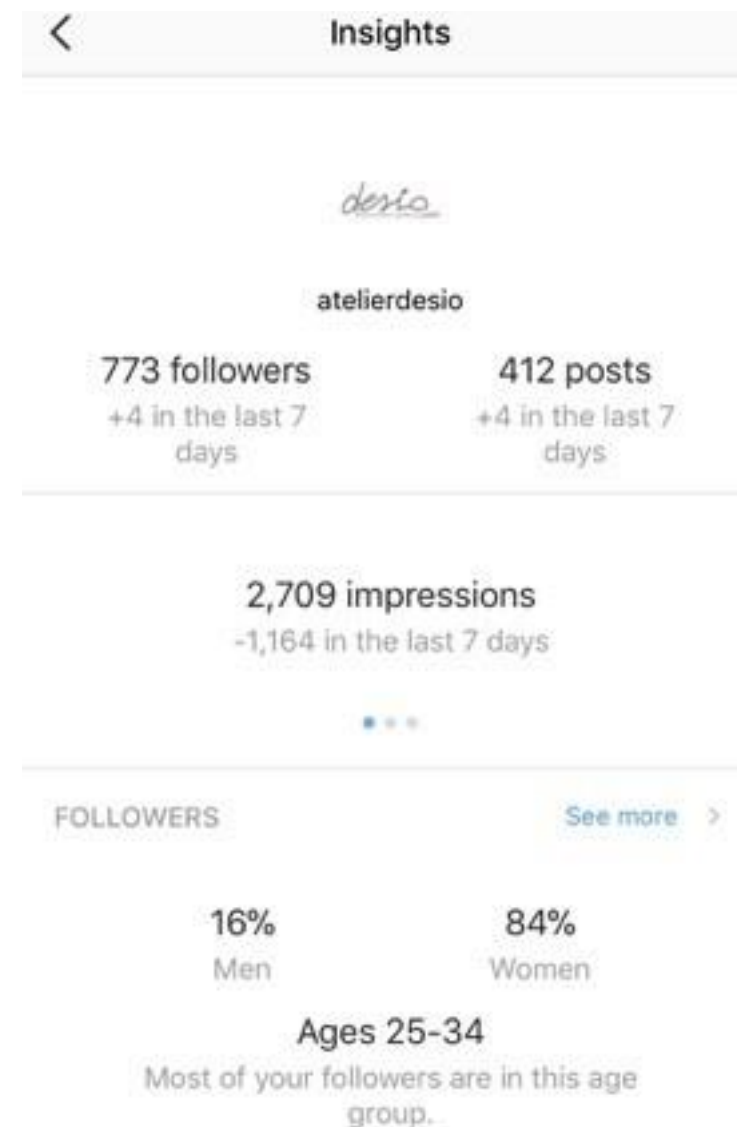 Insights
desio
atelierdesio
773 followers
412 posts
+4 in the last 7
days
+4 in the last 7
days
2,709 impressions
-1,164 in the last 7 days
FOLLOWERS
See more
16%
84%
Men
Women
Ages 25-34
Most of your followers are in this age
group.